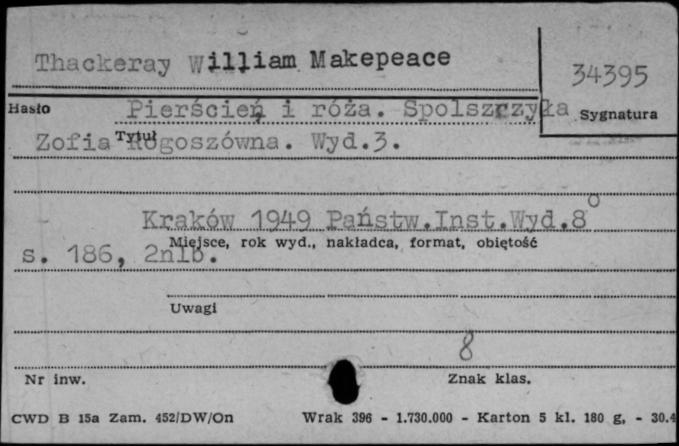 Thackeray William Makepeace
34395
Hasło
Pierścień i róża. Spolszczyła
Sygnatura
Zofia Rogoszówna. Wyd.3.
Tytuł
Kraków 1949 Państw.Inst.Wyd.8o
Miejsce, rok wyd., nakładca, format, objętość
s. 186, 2nlb.
Uwagi
8
Nr inw.
Znak klas.
CWD B 15a Zam. 452/DW/On Wrak 396 - 1.730.000 - Karton 5 kl. 180 g, - 30.4